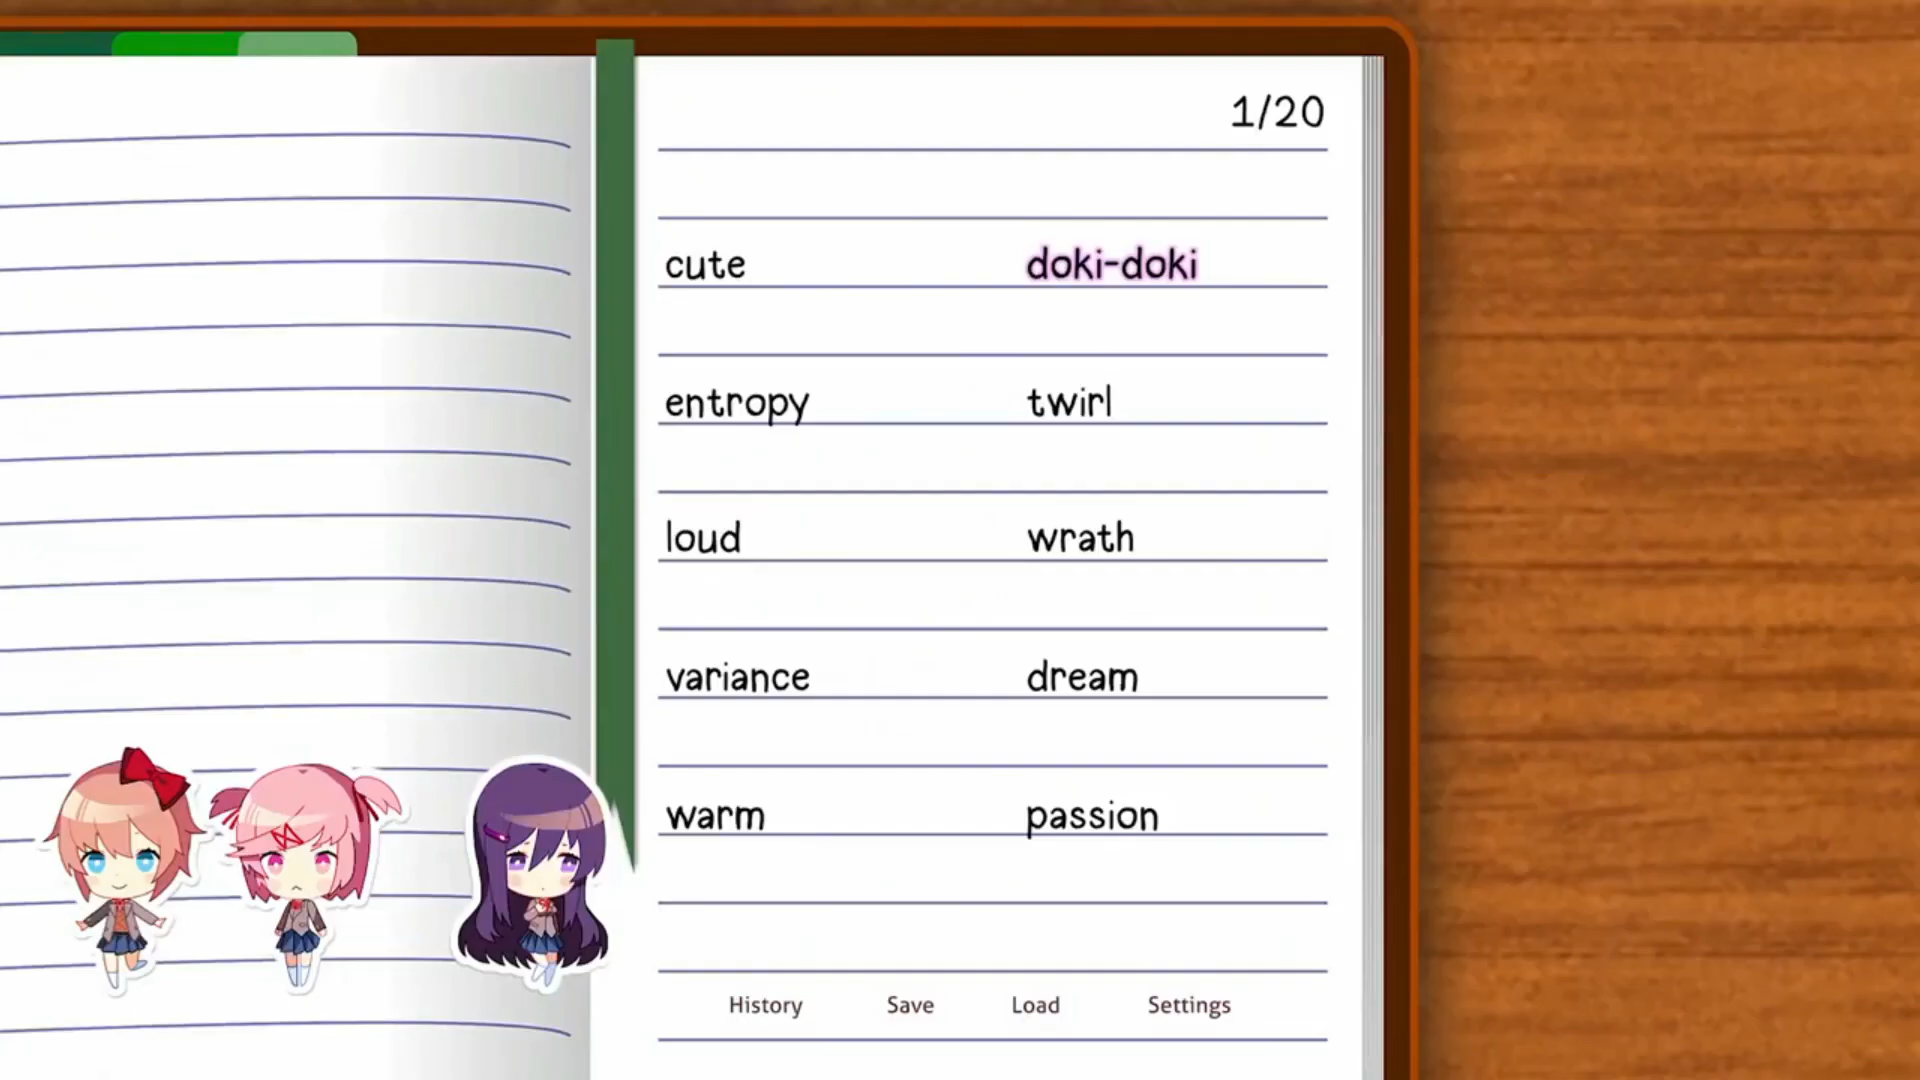 1/20
cute doki-doki
entropy twirl
loud wrath
variance dream
warm passion
History Save Load Settings